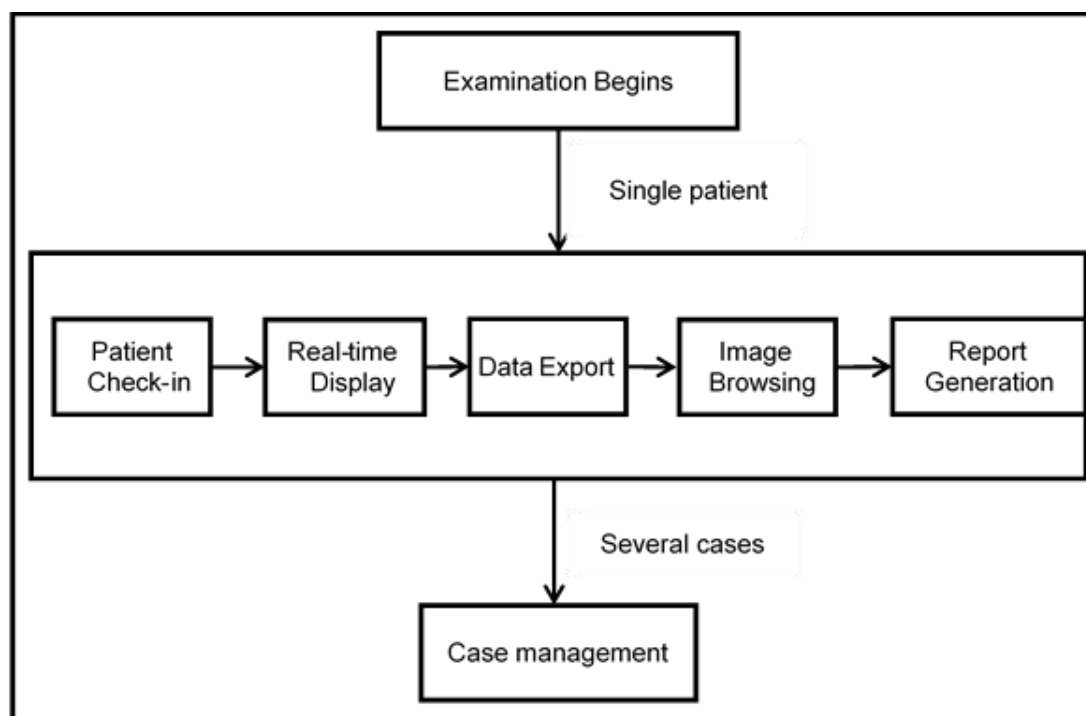 Examination Begins
Single patient
Patient
Check-in
Real-time
Display
Data Export
Image
Browsing
Report
Generation
Several cases
Case management